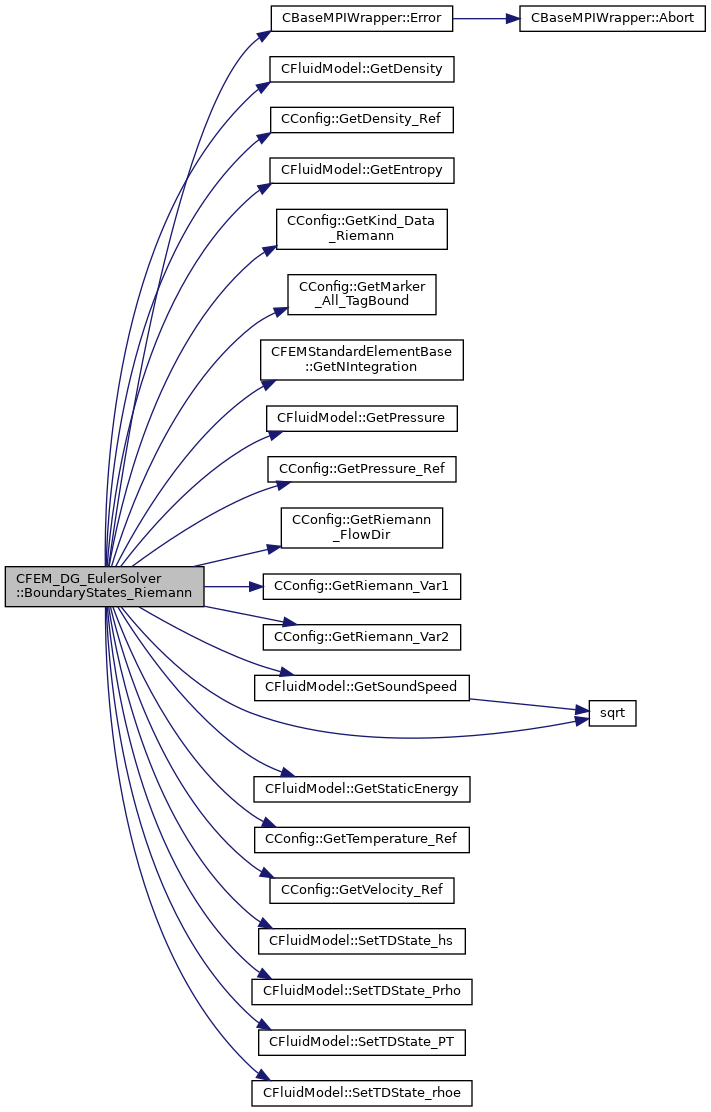 CBaseMPIWrapper::Error
CBaseMPIWrapper::Abort
CFluidModel::GetDensity
CConfig::GetDensity_Ref
CFluidModel::GetEntropy
CConfig::GetKind_Data
_Riemann
CConfig::GetMarker
_All_TagBound
CFEMStandardElementBase
::GetNIntegration
CFluidModel::GetPressure
CConfig::GetPressure_Ref
CConfig::GetRiemann
_FlowDir
CFEM_DG_EulerSolver
::BoundaryStates_Riemann
CConfig::GetRiemann_Var1
CConfig::GetRiemann_Var2
CFluidModel::GetSoundSpeed
sqrt
CFluidModel::GetStaticEnergy
CConfig::GetTemperature_Ref
CConfig::GetVelocity_Ref
CFluidModel::SetTDState_hs
CFluidModel::SetTDState_Prho
CFluidModel::SetTDState_PT
CFluidModel::SetTDState_rhoe